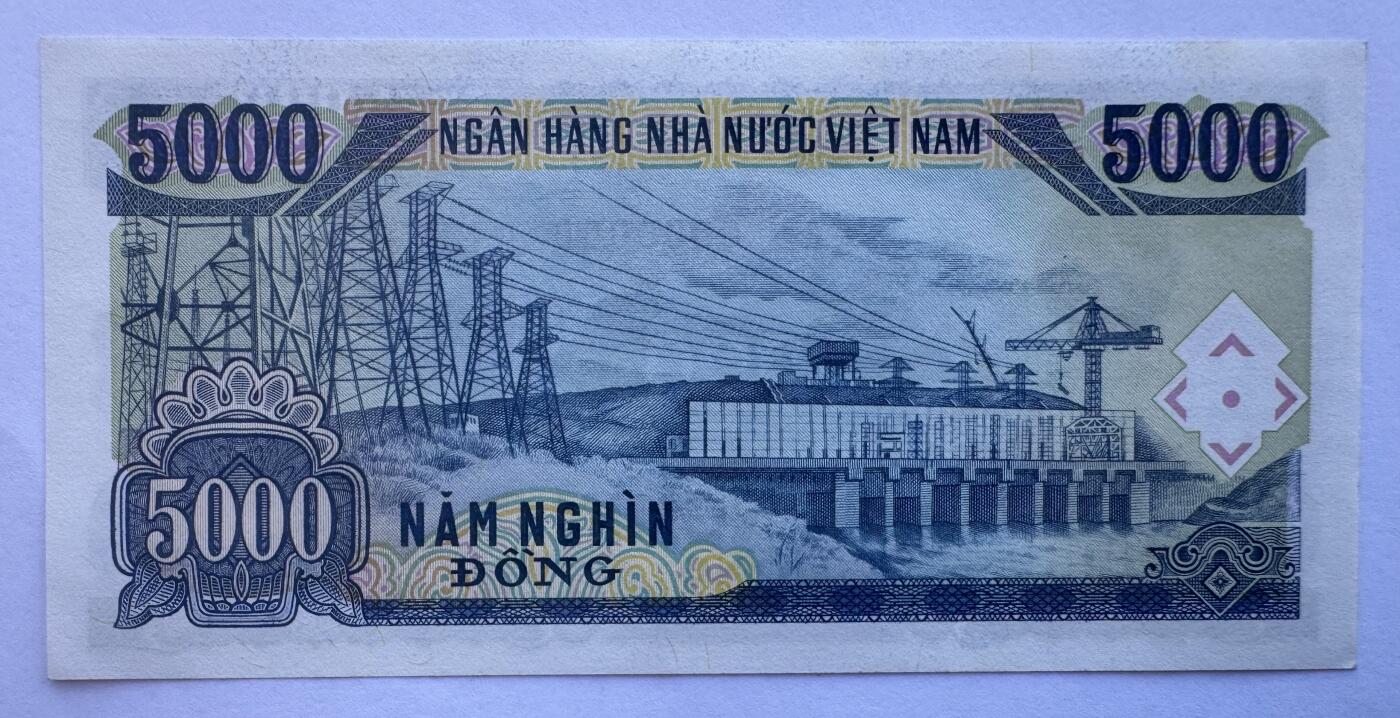 5000 NGÂN HÀNG NHÀ NƯỚC VIỆT NAM 5000
5000
NĂM NGHÌN
ĐỒNG